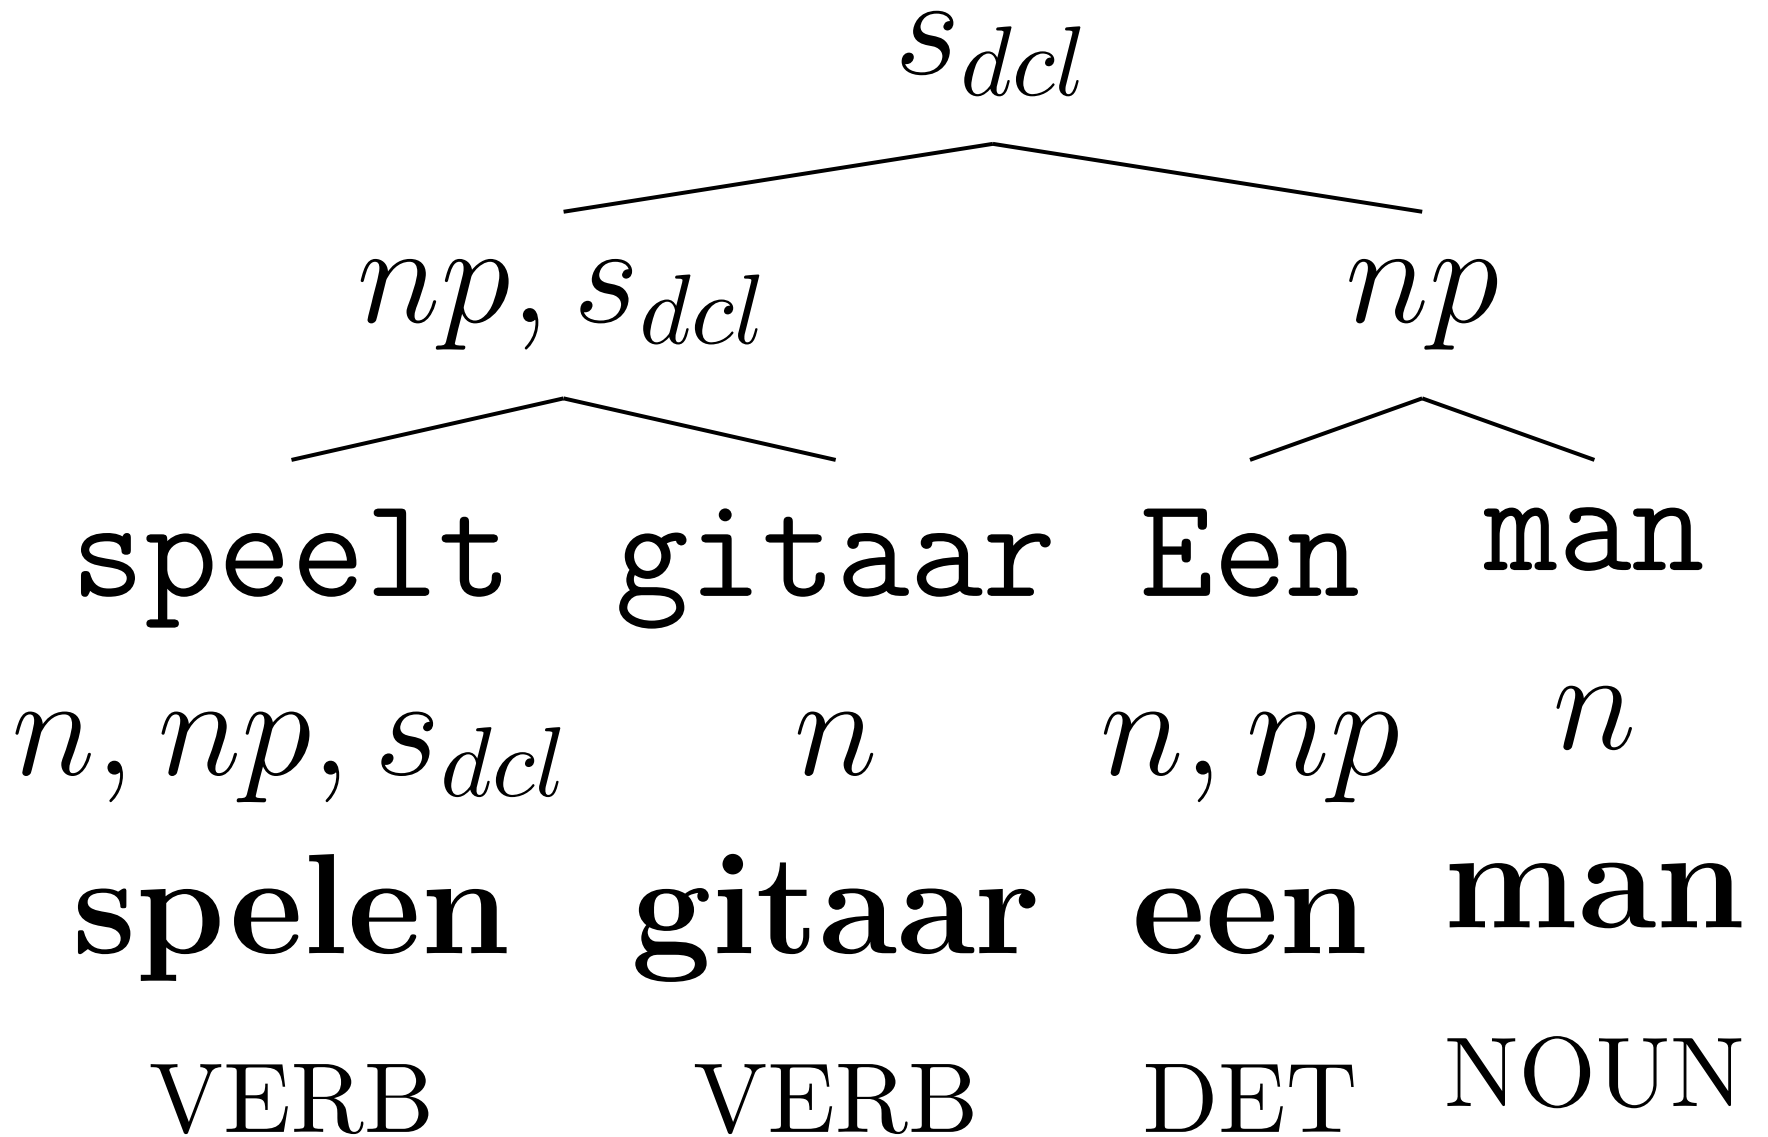 s_dcl
np, s_dcl np
speelt gitaar Een man
n, np, s_dcl n n, np n
spelen gitaar een man
VERB VERB DET NOUN